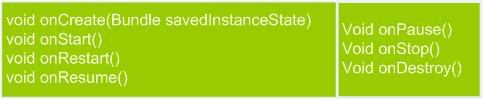 void onCreate(Bundle savedInstanceState)
void onStart()
void onRestart()
void onResume()
Void onPause()
Void onStop()
Void onDestroy()